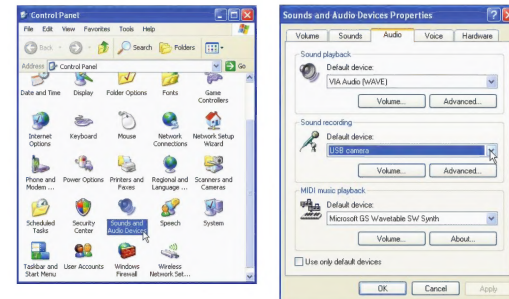 Control Panel
File Edit View Favorites Tools Help
Back Search Folders
Address Control Panel Go
Date and Time Display Folder Options Fonts Game Controllers
Internet Options Keyboard Mouse Network Connections Network Setup Wizard
Phone and Modem ... Power Options Printers and Faxes Regional and Language ... Scanners and Cameras
Scheduled Tasks Security Center Sounds and Audio Devices Speech System
Taskbar and Start Menu User Accounts Windows Firewall Wireless Network Set...
Sounds and Audio Devices Properties
Volume Sounds Audio Voice Hardware
Sound playback
Default device:
VIA Audio (WAVE)
Volume... Advanced...
Sound recording
Default device:
USB camera
Volume... Advanced...
MIDI music playback
Default device:
Microsoft GS Wavetable SW Synth
Volume... About...
Use only default devices
OK Cancel Apply